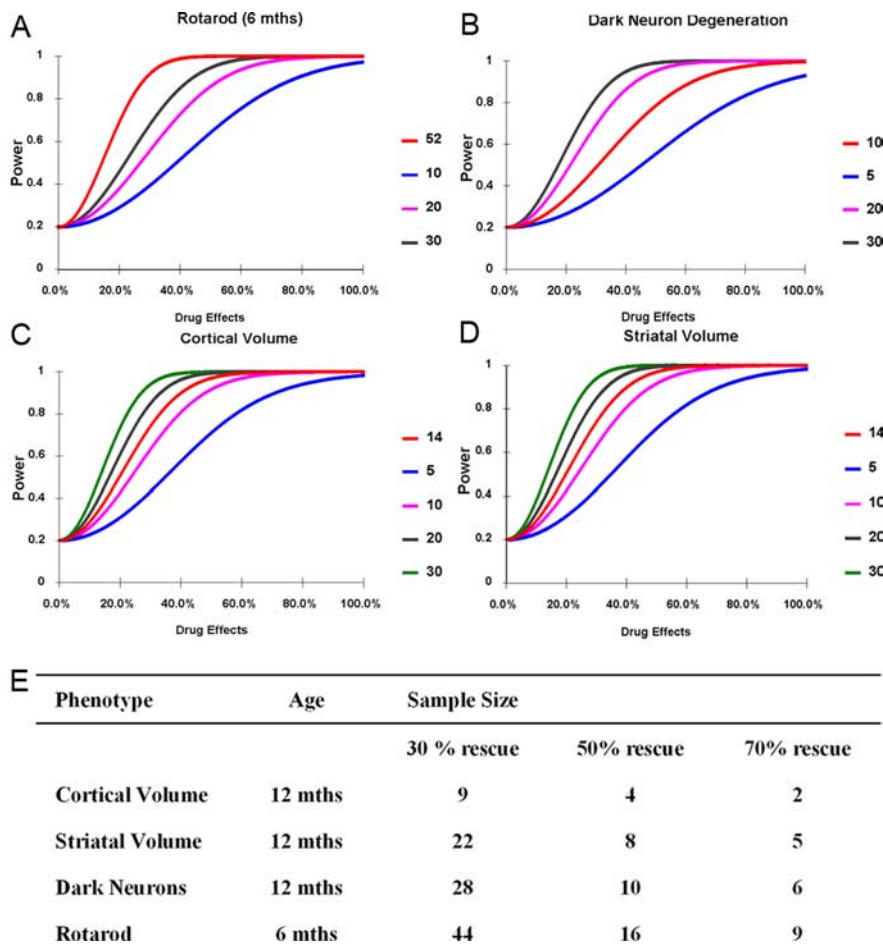 A
Rotarod (6 mths)
1
0.8
0.6
0.4
0.2
0
Power
0.0%
20.0%
40.0%
60.0%
80.0%
100.0%
Drug Effects
52
10
20
30
B
Dark Neuron Degeneration
1
0.8
0.6
0.4
0.2
0
Power
0.0%
20.0%
40.0%
60.0%
80.0%
100.0%
Drug Effects
10
5
20
30
C
Cortical Volume
1
0.8
0.6
0.4
0.2
0
Power
0.0%
20.0%
40.0%
60.0%
80.0%
100.0%
Drug Effects
14
5
10
20
30
D
Striatal Volume
1
0.8
0.6
0.4
0.2
0
Power
0.0%
20.0%
40.0%
60.0%
80.0%
100.0%
Drug Effects
14
5
10
20
30
E
Phenotype Age Sample Size
30 % rescue 50% rescue 70% rescue
Cortical Volume 12 mths 9 4 2
Striatal Volume 12 mths 22 8 5
Dark Neurons 12 mths 28 10 6
Rotarod 6 mths 44 16 9